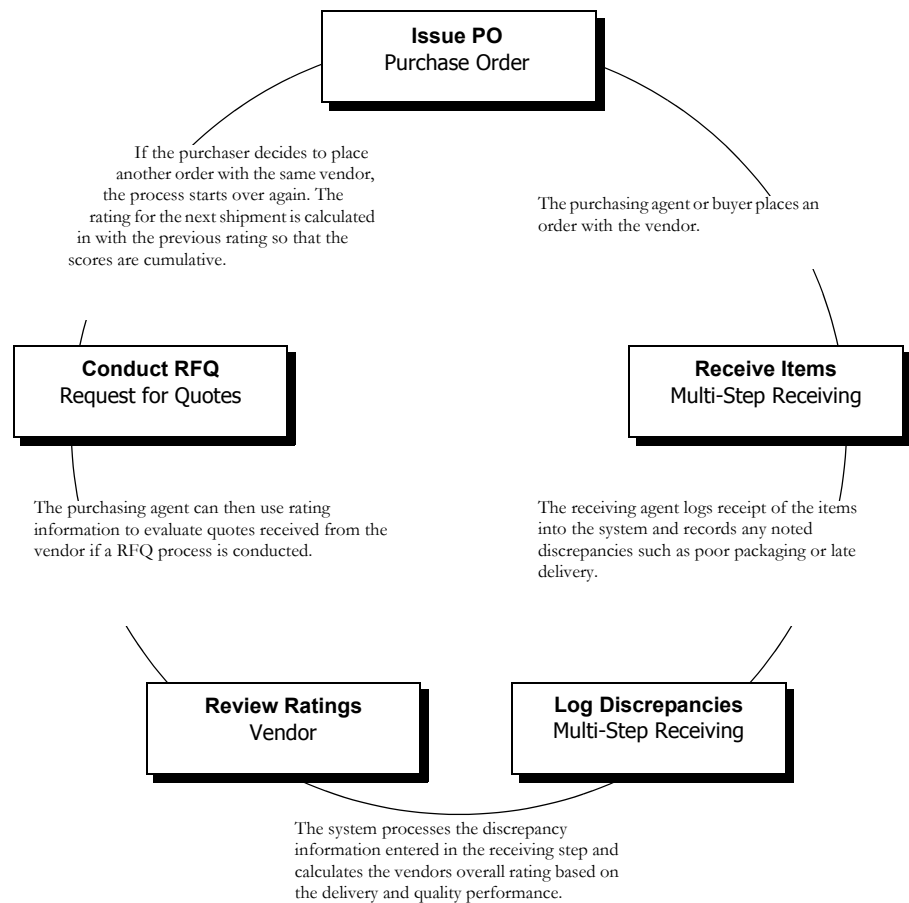 Issue PO
Purchase Order
If the purchaser decides to place
another order with the same vendor,
the process starts over again. The
rating for the next shipment is calculated
in with the previous rating so that the
scores are cumulative.
The purchasing agent or buyer places an
order with the vendor.
Conduct RFQ
Request for Quotes
Receive Items
Multi-Step Receiving
The purchasing agent can then use rating
information to evaluate quotes received from the
vendor if a RFQ process is conducted.
The receiving agent logs receipt of the items
into the system and records any noted
discrepancies such as poor packaging or late
delivery.
Review Ratings
Vendor
Log Discrepancies
Multi-Step Receiving
The system processes the discrepancy
information entered in the receiving step and
calculates the vendors overall rating based on
the delivery and quality performance.